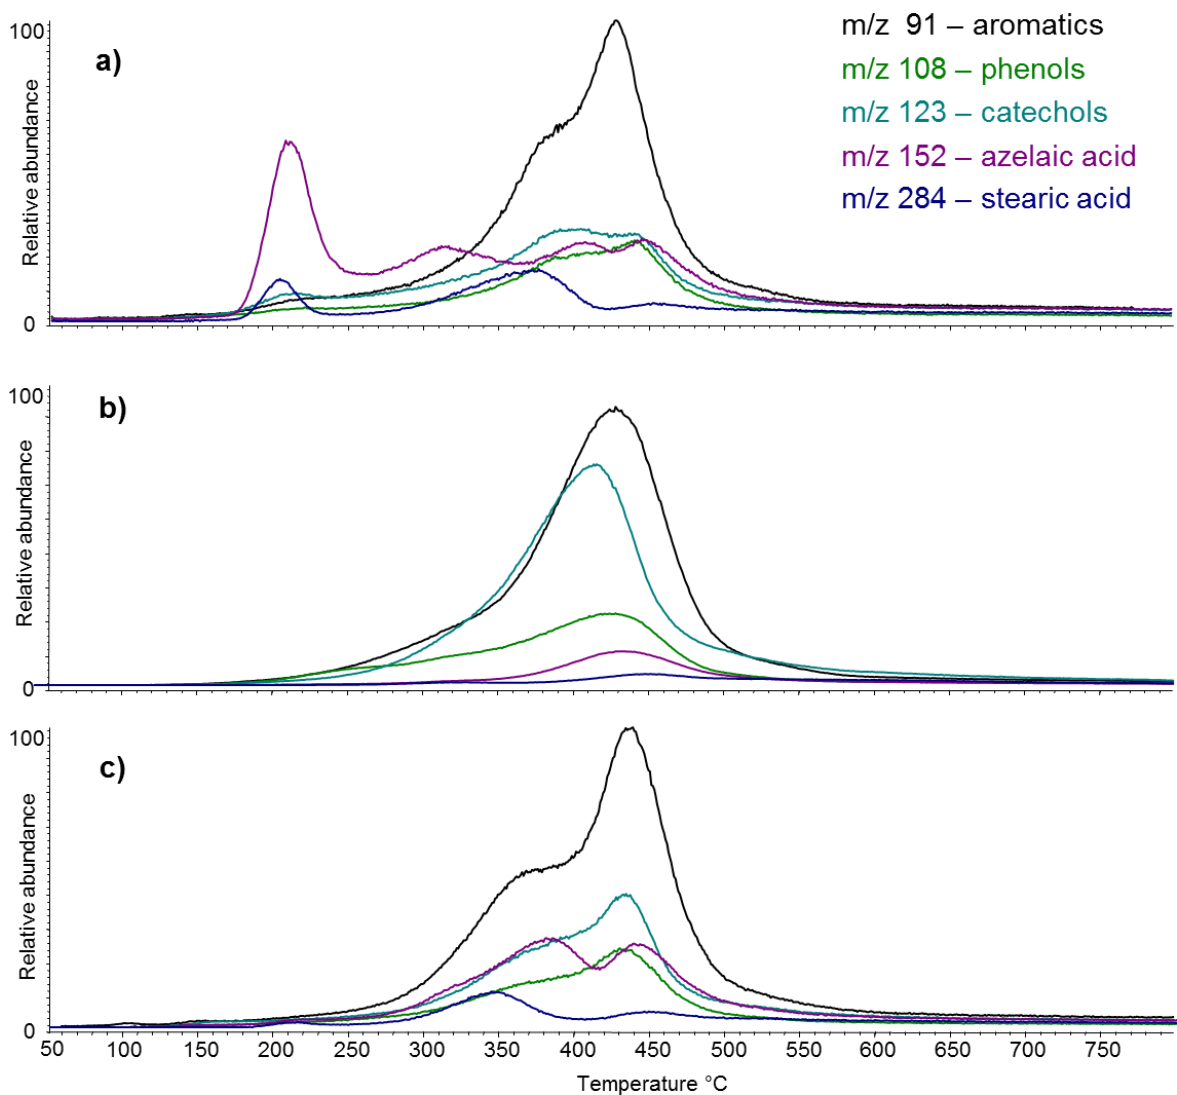 m/z 91 – aromatics
m/z 108 – phenols
m/z 123 – catechols
m/z 152 – azelaic acid
m/z 284 – stearic acid
a)
100
Relative abundance
0
b)
100
Relative abundance
0
c)
100
Relative abundance
0
50 100 150 200 250 300 350 400 450 500 550 600 650 700 750
Temperature °C